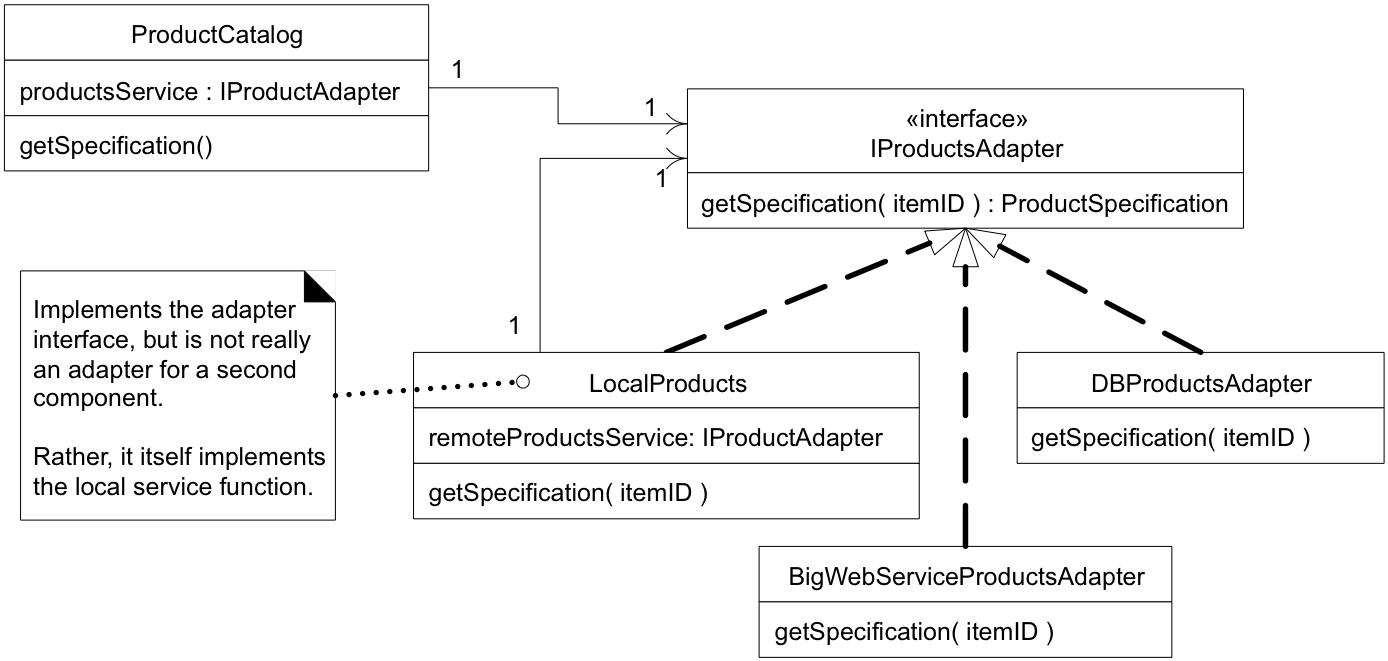 ProductCatalog
productsService : IProductAdapter
getSpecification()
1
1
1
«interface»
IProductsAdapter
getSpecification( itemID ) : ProductSpecification
Implements the adapter
interface, but is not really
an adapter for a second
component.
Rather, it itself implements
the local service function.
1
LocalProducts
remoteProductsService: IProductAdapter
getSpecification( itemID )
DBProductsAdapter
getSpecification( itemID )
BigWebServiceProductsAdapter
getSpecification( itemID )